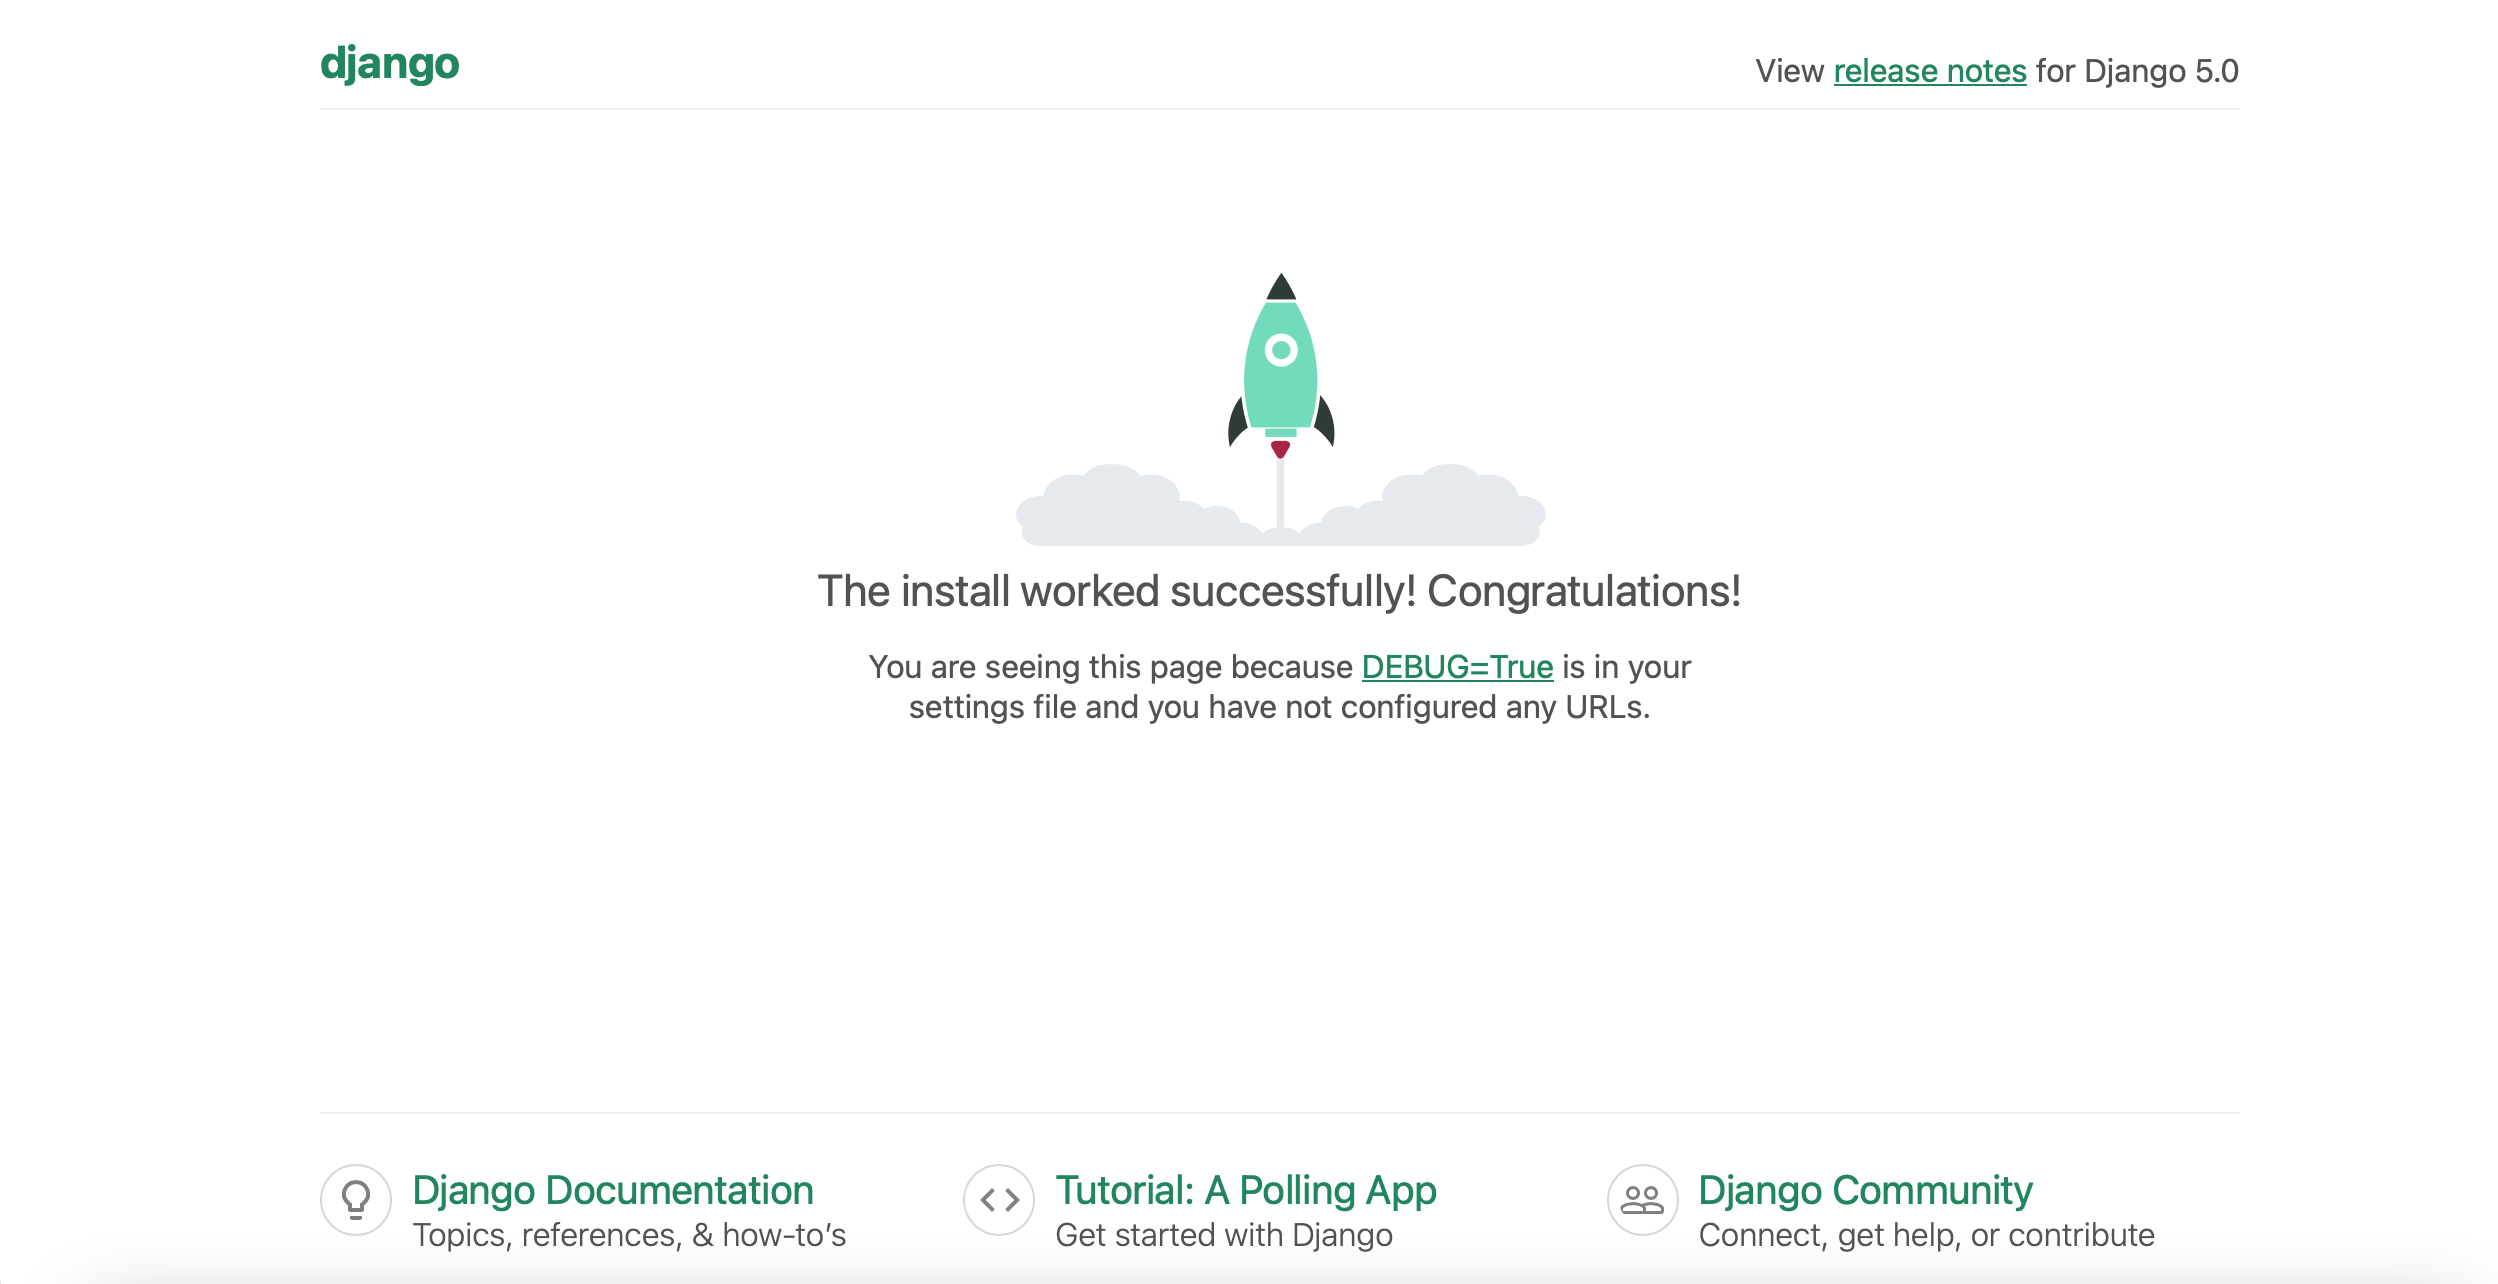 django
View release notes for Django 5.0
The install worked successfully! Congratulations!
You are seeing this page because DEBUG=True is in your
settings file and you have not configured any URLs.
Django Documentation
Topics, references, & how-to’s
Tutorial: A Polling App
Get started with Django
Django Community
Connect, get help, or contribute